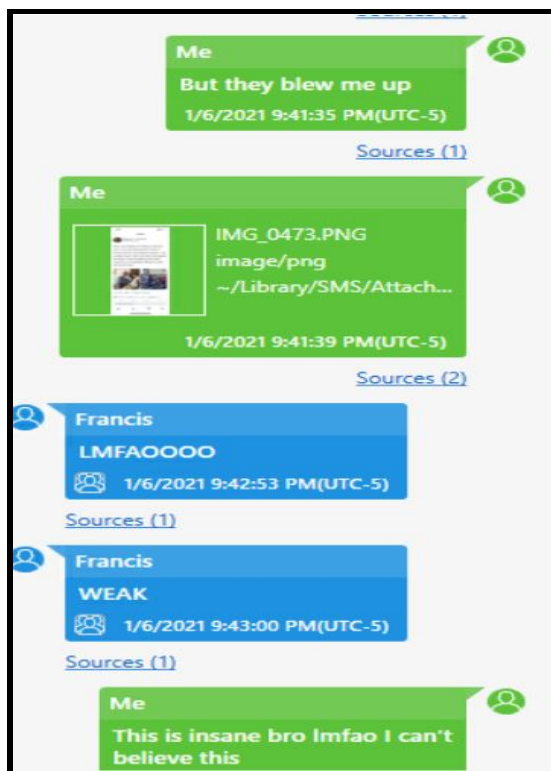 Me
But they blew me up
1/6/2021 9:41:35 PM(UTC-5)
Sources (1)
Me
IMG_0473.PNG
image/png
~/Library/SMS/Attach...
1/6/2021 9:41:39 PM(UTC-5)
Sources (2)
Francis
LMFAOOOO
1/6/2021 9:42:53 PM(UTC-5)
Sources (1)
Francis
WEAK
1/6/2021 9:43:00 PM(UTC-5)
Sources (1)
Me
This is insane bro lmfao I can't
believe this